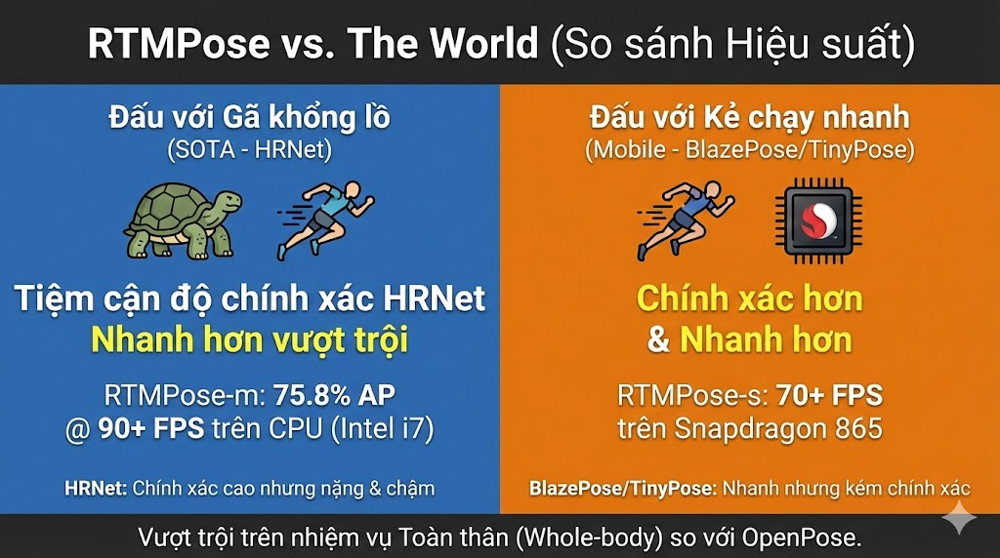 RTMPose vs. The World (So sánh Hiệu suất)
Đấu với Gã khổng lồ
(SOTA - HRNet)
Tiệm cận độ chính xác HRNet
Nhanh hơn vượt trội
RTMPose-m: 75.8% AP
@ 90+ FPS trên CPU (Intel i7)
HRNet: Chính xác cao nhưng nặng & chậm
Đấu với Kẻ chạy nhanh
(Mobile - BlazePose/TinyPose)
Chính xác hơn
& Nhanh hơn
RTMPose-s: 70+ FPS
trên Snapdragon 865
BlazePose/TinyPose: Nhanh nhưng kém chính xác
Vượt trội trên nhiệm vụ Toàn thân (Whole-body) so với OpenPose.